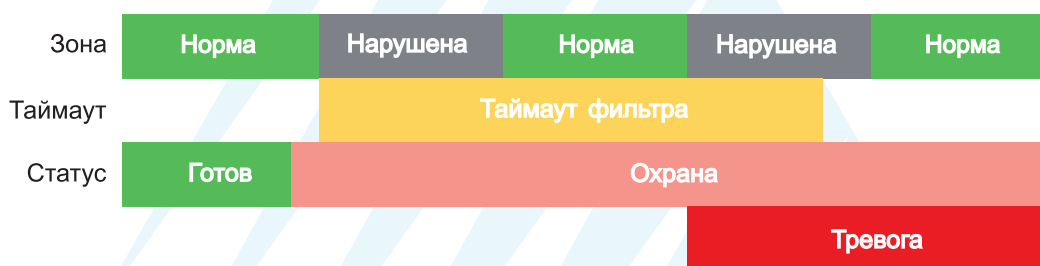 Зона Норма Нарушена Норма Нарушена Норма
Таймаут Таймаут фильтра
Статус Готов Охрана
Тревога